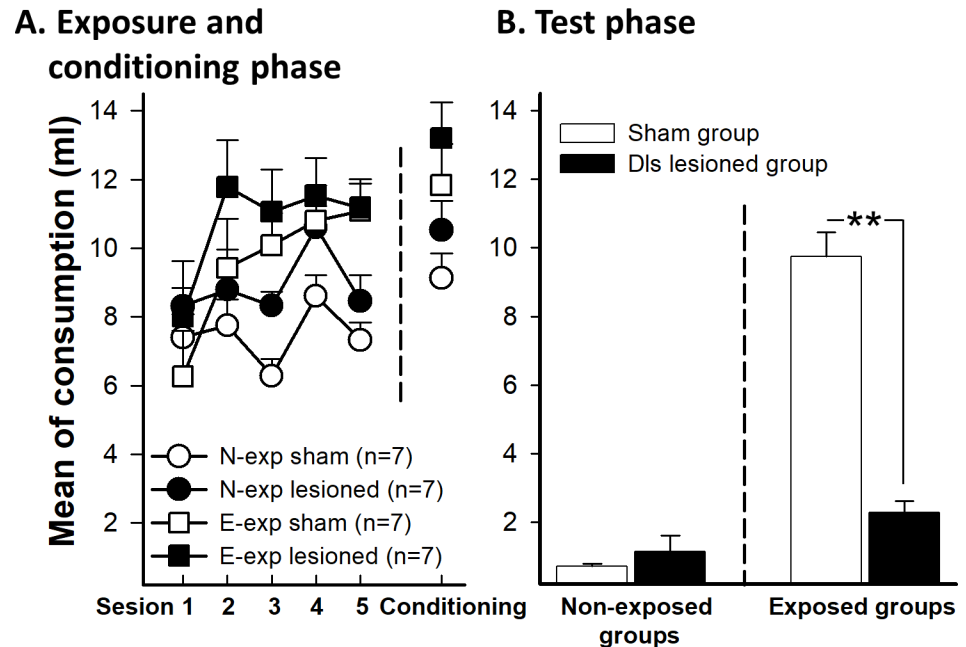 A. Exposure and
conditioning phase
Mean of consumption (ml)
14
12
10
8
6
4
2
N-exp sham (n=7)
N-exp lesioned (n=7)
E-exp sham (n=7)
E-exp lesioned (n=7)
Sesion 1 2 3 4 5 Conditioning
B. Test phase
14
12
10
8
6
4
2
Sham group
Dls lesioned group
**
Non-exposed
groups
Exposed groups